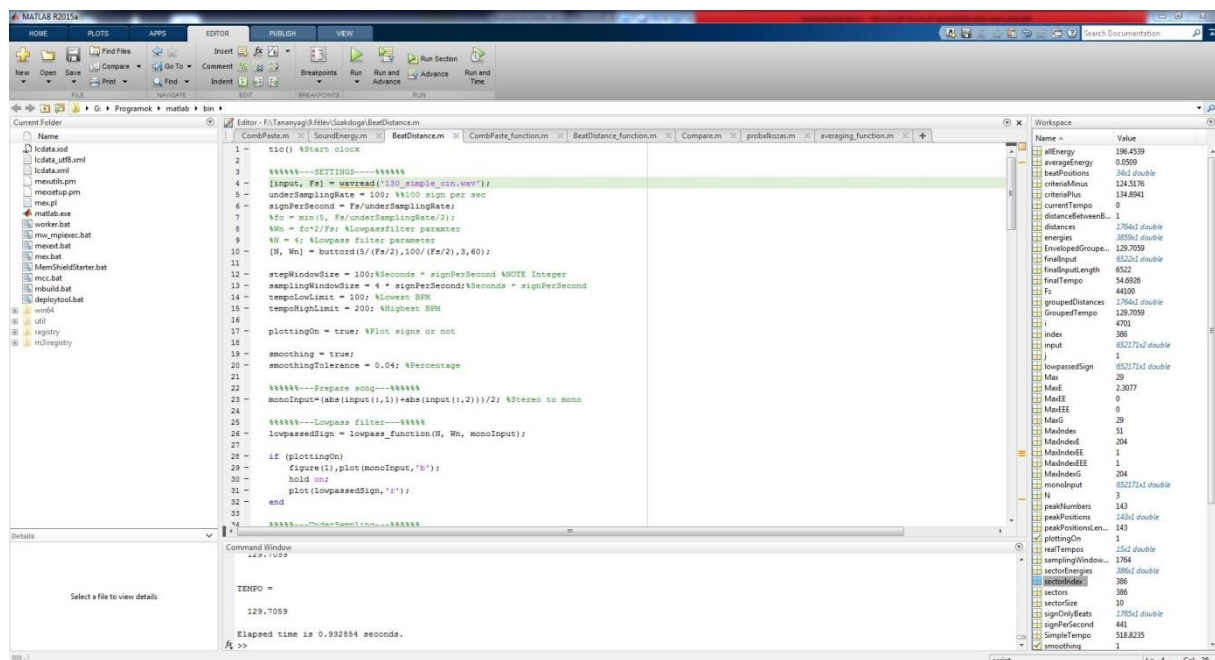 MATLAB R2015a
HOME PLOTS APPS EDITOR PUBLISH VIEW
Search Documentation
New Open Save Find Files Compare Print Go To Find Insert Comment Indent Breakpoints Run Run and Advance Run Section Advance Run and Time
FILE NAVIGATE EDIT BREAKPOINTS RUN
G: Programok matlab bin
Current Folder
Name
lcdata.xsd
lcdata_utf8.xml
lcdata.xml
mexutils.pm
mexsetup.pm
mex.pl
matlab.exe
worker.bat
mw_mpiexec.bat
mexext.bat
mex.bat
MemShieldStarter.bat
mcc.bat
mbuild.bat
deploytool.bat
win64
util
registry
m3iregistry
Details
Select a file to view details
Editor - F:\Tananyag\9.félév\Szakdoga\BeatDistance.m
CombPaste.m SoundEnergy.m BeatDistance.m CombPaste_function.m BeatDistance_function.m Compare.m probalkozas.m averaging_function.m +
1 tic() %Start clock
2
3 %%%%%%---SETTINGS----%%%%%%
4 [input, Fs] = wavread('130_simple_cin.wav');
5 underSamplingRate = 100; %%100 sign per sec
6 signPerSecond = Fs/underSamplingRate;
7 %fc = min(5, Fs/underSamplingRate/2);
8 %Wn = fc*2/Fs; %Lowpassfilter paramter
9 %N = 4; %Lowpass filter parameter
10 [N, Wn] = buttord(5/(Fs/2),100/(Fs/2),3,60);
11
12 stepWindowSize = 100;%Seconds * signPerSecond %NOTE Integer
13 samplingWindowSize = 4 * signPerSecond;%Seconds * signPerSecond
14 tempoLowLimit = 100; %Lowest BPM
15 tempoHighLimit = 200; %Highest BPM
16
17 plottingOn = true; %Plot signs or not
18
19 smoothing = true;
20 smoothingTolerance = 0.04; %Percentage
21
22 %%%%%%---Prepare song---%%%%%%
23 monoInput=(abs(input(:,1))+abs(input(:,2)))/2; %Stereo to mono
24
25 %%%%%%---Lowpass filter---%%%%%
26 lowpassedSign = lowpass_function(N, Wn, monoInput);
27
28 if (plottingOn)
29 figure(1),plot(monoInput,'b');
30 hold on;
31 plot(lowpassedSign,'r');
32 end
33
34 %%%%%---UnderSampling---%%%%%%
Command Window
129.7059
TEMPO =
129.7059
Elapsed time is 0.932854 seconds.
fx >>
Workspace
Name Value
allEnergy 196.4539
averageEnergy 0.0509
beatPositions 34x1 double
criteriaMinus 124.5176
criteriaPlus 134.8941
currentTempo 0
distanceBetweenB... 1
distances 1764x1 double
energies 3859x1 double
EnvelopedGroupe... 129.7059
finalInput 6522x1 double
finalInputLength 6522
finalTempo 54.6926
Fs 44100
groupedDistances 1764x1 double
GroupedTempo 129.7059
i 4701
index 386
input 652171x2 double
j 1
lowpassedSign 652171x1 double
Max 29
MaxE 2.3077
MaxEE 0
MaxEEE 0
MaxG 29
MaxIndex 51
MaxIndexE 204
MaxIndexEE 1
MaxIndexEEE 1
MaxIndexG 204
monoInput 652171x1 double
N 3
peakNumbers 143
peakPositions 143x1 double
peakPositionsLen... 143
plottingOn 1
realTempos 15x1 double
samplingWindow... 1764
sectorEnergies 386x1 double
sectorIndex 386
sectors 386
sectorSize 10
signOnlyBeats 1765x1 double
signPerSecond 441
SimpleTempo 518.8235
smoothing 1
script Ln 4 Col 38